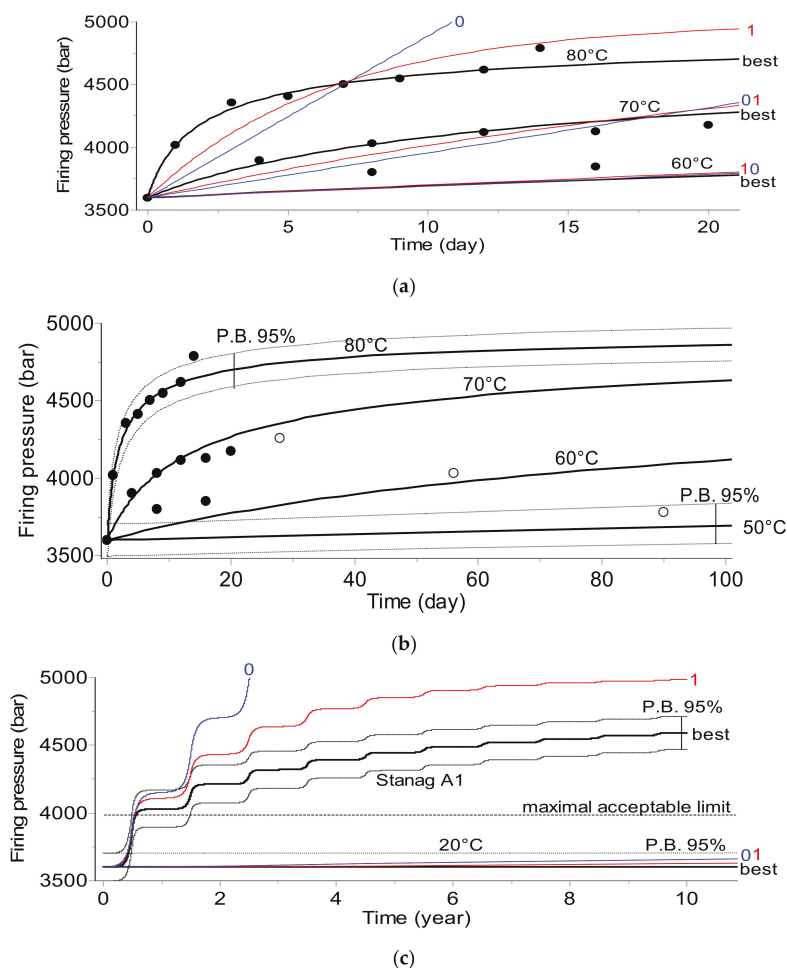 5000
4500
4000
3500
Firing pressure (bar)
0
1
80°C
best
70°C
01
best
60°C
10
best
0 5 10 15 20
Time (day)
(a)
5000
4500
4000
3500
Firing pressure (bar)
P.B. 95%
80°C
70°C
60°C
P.B. 95%
50°C
0 20 40 60 80 100
Time (day)
(b)
5000
4500
4000
3500
Firing pressure (bar)
0
1
P.B. 95%
best
Stanag A1
maximal acceptable limit
20°C P.B. 95%
01
best
0 2 4 6 8 10
Time (year)
(c)